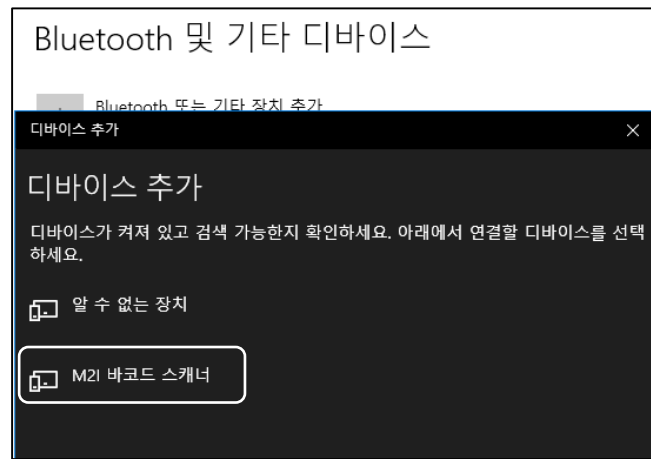 Bluetooth 및 기타 디바이스
Bluetooth 또는 기타 장치 추가
디바이스 추가
디바이스 추가
디바이스가 켜져 있고 검색 가능한지 확인하세요. 아래에서 연결할 디바이스를 선택
하세요.
알 수 없는 장치
M2I 바코드 스캐너